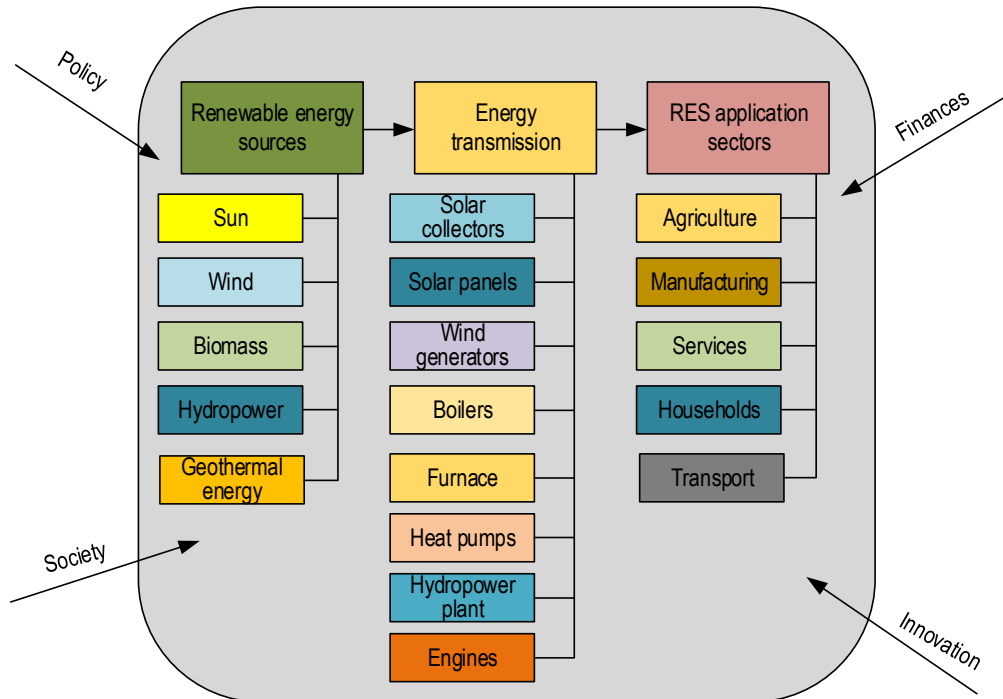 Policy
Finances
Renewable energy
sources
Energy
transmission
RES application
sectors
Sun
Wind
Biomass
Hydropower
Geothermal
energy
Solar
collectors
Solar panels
Wind
generators
Boilers
Furnace
Heat pumps
Hydropower
plant
Engines
Agriculture
Manufacturing
Services
Households
Transport
Society
Innovation